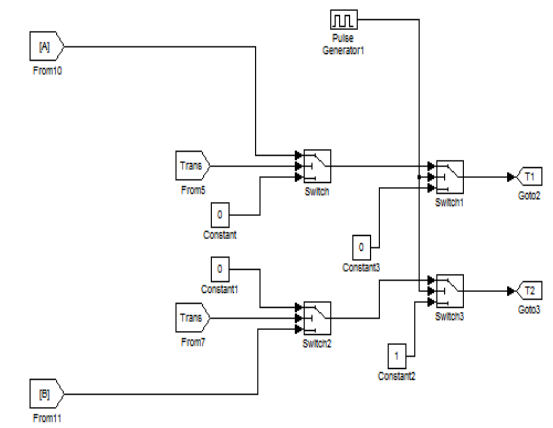 Pulse
Generator1
[A]
From10
Trans
From5
Switch
0
Constant
Switch1
T1
Goto2
0
Constant3
0
Constant1
Trans
From7
Switch2
Switch3
T2
Goto3
1
Constant2
[B]
From11